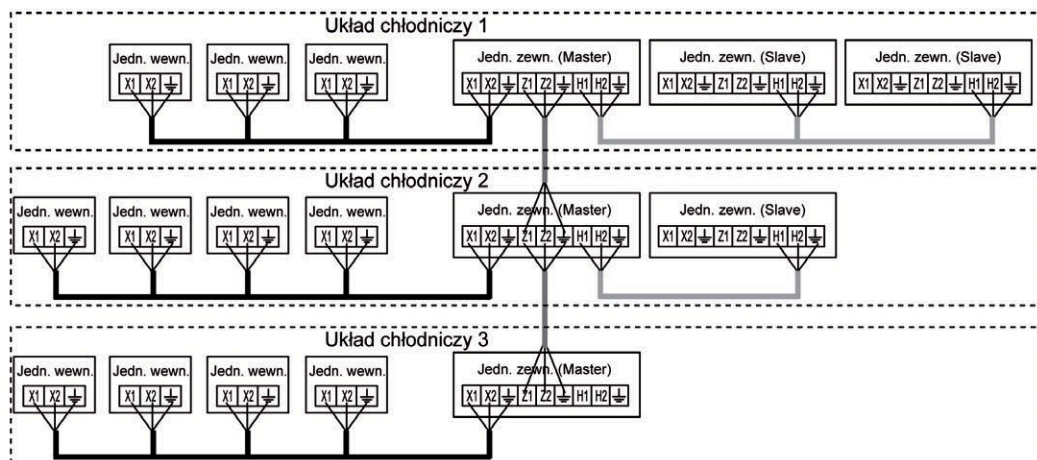 Układ chłodniczy 1
Jedn. wewn. Jedn. wewn. Jedn. wewn. Jedn. zewn. (Master) Jedn. zewn. (Slave) Jedn. zewn. (Slave)
X1 X2 X1 X2 X1 X2 X1 X2 Z1 Z2 H1 H2 X1 X2 Z1 Z2 H1 H2 X1 X2 Z1 Z2 H1 H2
Układ chłodniczy 2
Jedn. wewn. Jedn. wewn. Jedn. wewn. Jedn. wewn. Jedn. zewn. (Master) Jedn. zewn. (Slave)
X1 X2 X1 X2 X1 X2 X1 X2 X1 X2 Z1 Z2 H1 H2 X1 X2 Z1 Z2 H1 H2
Układ chłodniczy 3
Jedn. wewn. Jedn. wewn. Jedn. wewn. Jedn. wewn. Jedn. zewn. (Master)
X1 X2 X1 X2 X1 X2 X1 X2 X1 X2 Z1 Z2 H1 H2